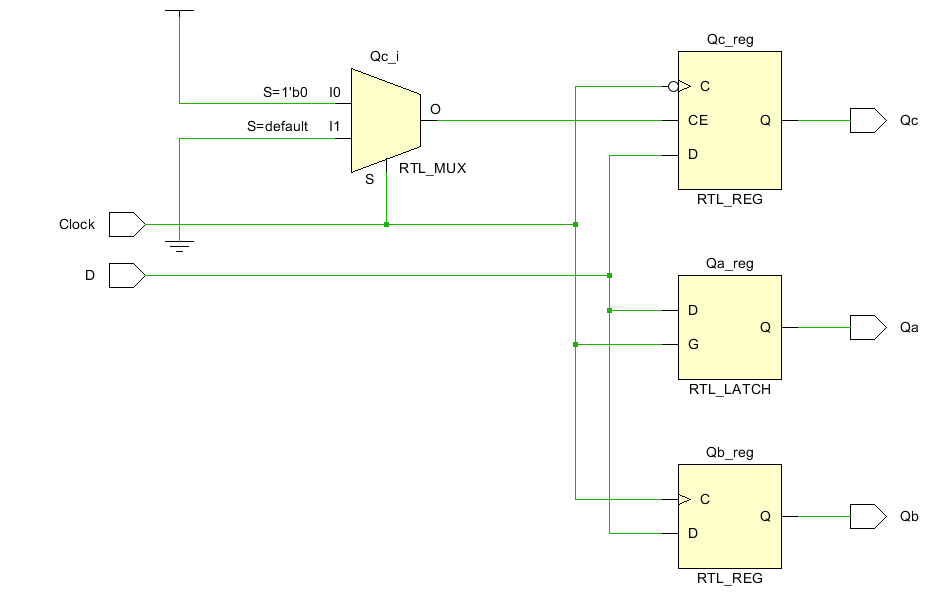 Qc_i
S=1'b0 I0
S=default I1
O
S
RTL_MUX
Clock
D
Qc_reg
C
CE Q
D
RTL_REG
Qc
Qa_reg
D
Q
G
RTL_LATCH
Qa
Qb_reg
C
Q
D
RTL_REG
Qb